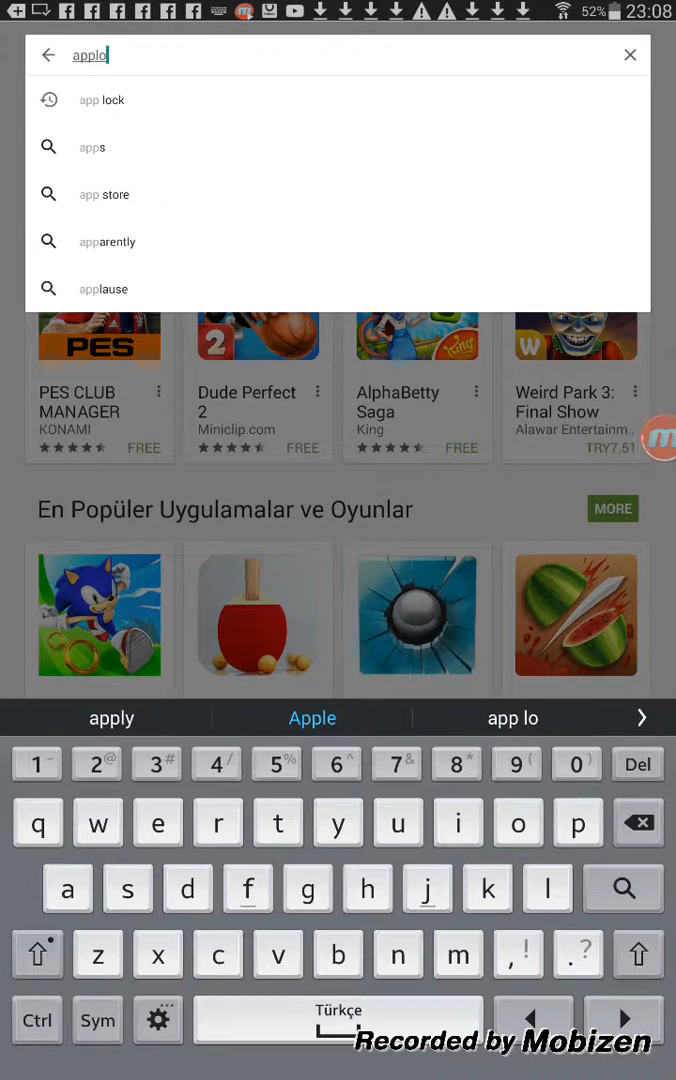 52% 23:08
applo
app lock
apps
app store
apparently
applause
PES
2
King
W
PES CLUB MANAGER
KONAMI
FREE
Dude Perfect 2
Miniclip.com
FREE
AlphaBetty Saga
King
FREE
Weird Park 3: Final Show
Alawar Entertainm..
TRY7.51
En Popüler Uygulamalar ve Oyunlar
MORE
apply Apple app lo
1 - 2 @ 3 # 4 / 5 % 6 ^ 7 & 8 * 9 ( 0 ) Del
q w e r t y u i o p
a s d f g h j k l
z x c v b n m , ! . ?
Ctrl Sym Türkçe
Recorded by Mobizen